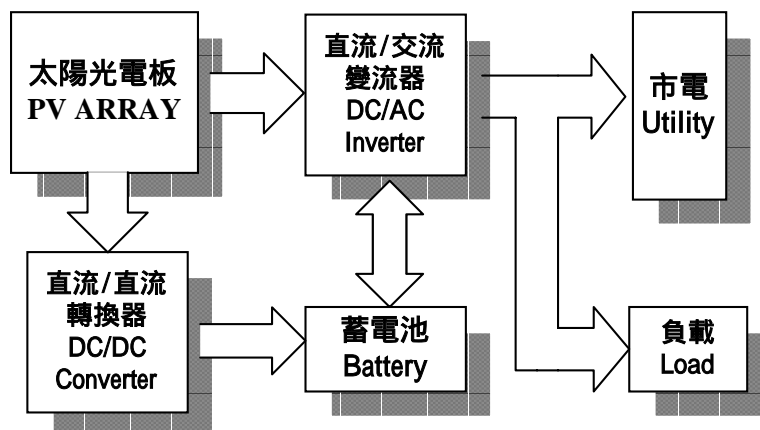 太陽光電板
PV ARRAY
直流/交流
變流器
DC/AC
Inverter
市電
Utility
直流/直流
轉換器
DC/DC
Converter
蓄電池
Battery
負載
Load